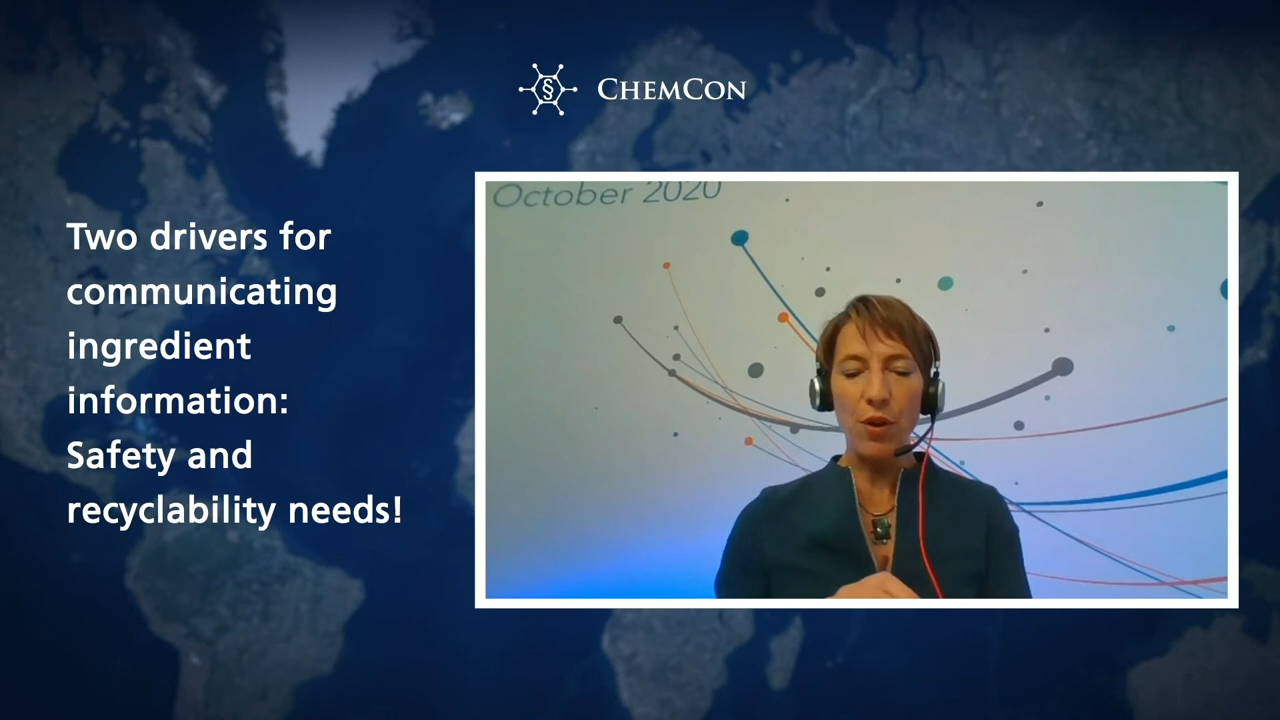 § CHEMCON
October 2020
Two drivers for
communicating
ingredient
information:
Safety and
recyclability needs!